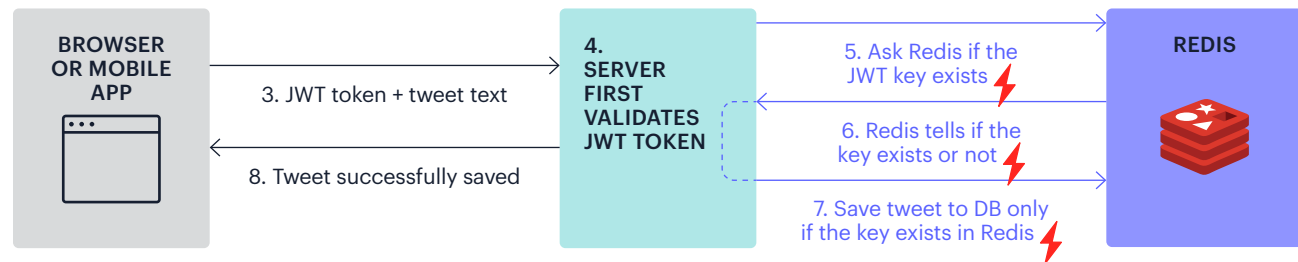 BROWSER
OR MOBILE
APP
3. JWT token + tweet text
8. Tweet successfully saved
4.
SERVER
FIRST
VALIDATES
JWT TOKEN
5. Ask Redis if the
JWT key exists
6. Redis tells if the
key exists or not
7. Save tweet to DB only
if the key exists in Redis
REDIS